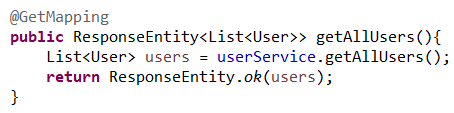 @GetMapping
public ResponseEntity<List<User>> getAllUsers(){
    List<User> users = userService.getAllUsers();
    return ResponseEntity.ok(users);
}